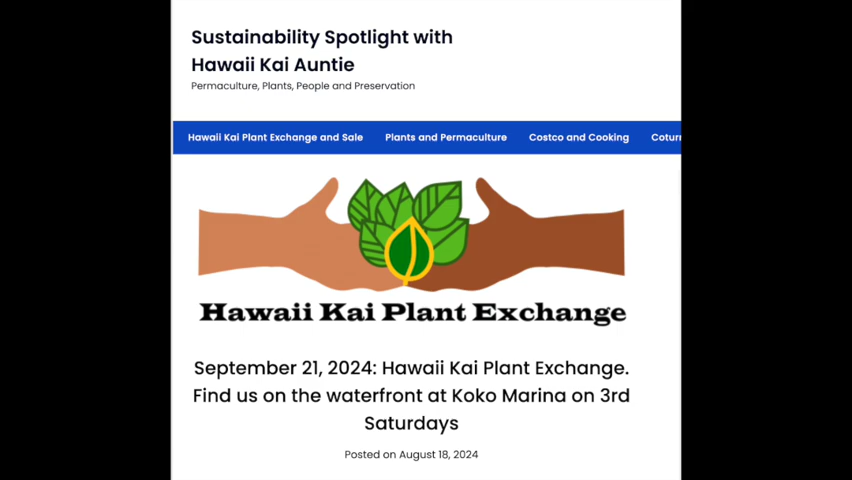 Sustainability Spotlight with
Hawaii Kai Auntie
Permaculture, Plants, People and Preservation
Hawaii Kai Plant Exchange and Sale Plants and Permaculture Costco and Cooking
Hawaii Kai Plant Exchange
September 21, 2024: Hawaii Kai Plant Exchange.
Find us on the waterfront at Koko Marina on 3rd
Saturdays
Posted on August 18, 2024